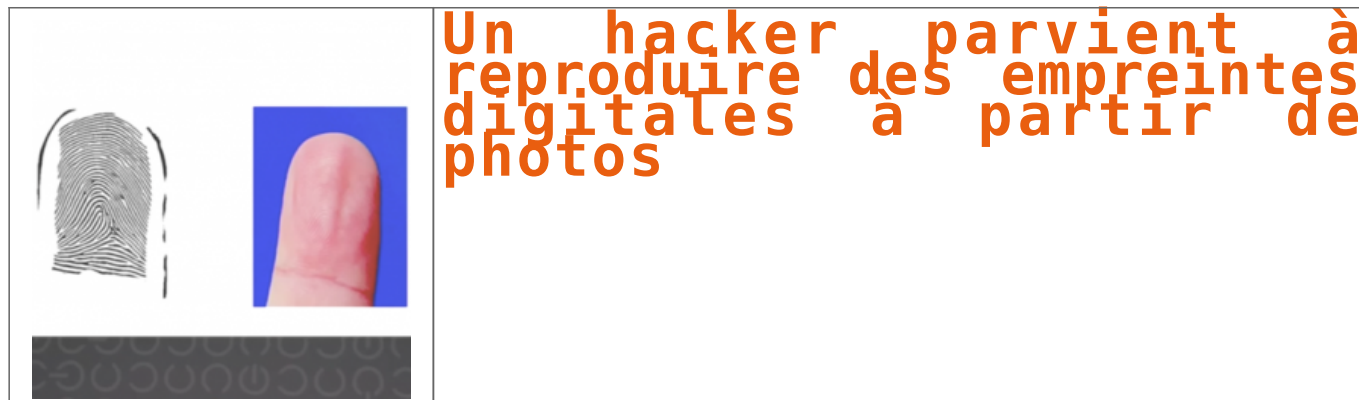 Un hacker parvient à
reproduire des empreintes
digitales à partir de
photos